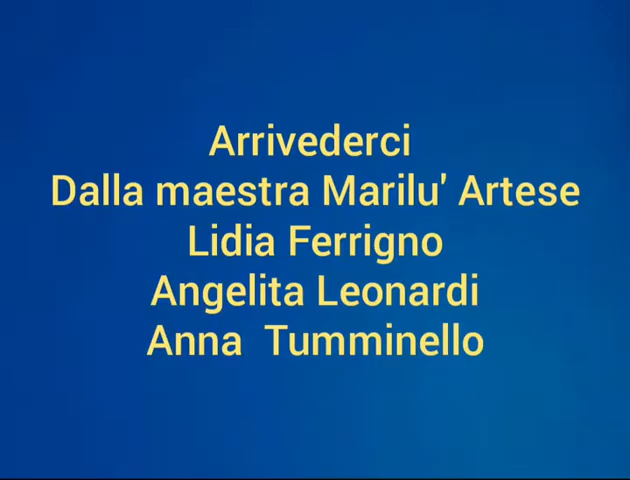 Arrivederci
Dalla maestra Marilu' Artese
Lidia Ferrigno
Angelita Leonardi
Anna  Tumminello